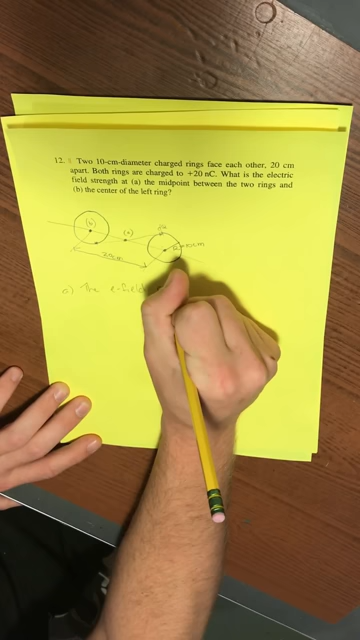 12. || Two 10-cm-diameter charged rings face each other, 20 cm
apart. Both rings are charged to +20 nC. What is the electric
field strength at (a) the midpoint between the two rings and
(b) the center of the left ring?
(b)
(a)
20cm
a) The e-field